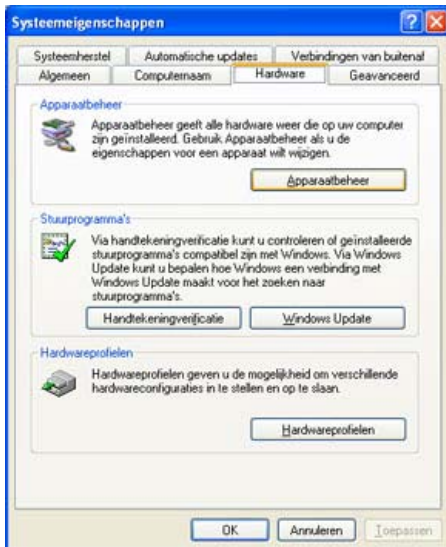 Systeemeigenschappen
Systeemherstel Automatische updates Verbindingen van buitenaf
Algemeen Computernaam Hardware Geavanceerd
Apparaatbeheer
Apparaatbeheer geeft alle hardware weer die op uw computer
zijn geïnstalleerd. Gebruik Apparaatbeheer als u de
eigenschappen voor een apparaat wilt wijzigen.
Apparaatbeheer
Stuurprogramma's
Via handtekeningverificatie kunt u controleren of geïnstalleerde
stuurprogramma's compatibel zijn met Windows. Via Windows
Update kunt u bepalen hoe Windows een verbinding met
Windows Update maakt voor het zoeken naar
stuurprogramma's.
Handtekeningverificatie Windows Update
Hardwareprofielen
Hardwareprofielen geven u de mogelijkheid om verschillende
hardwareconfiguraties in te stellen en op te slaan.
Hardwareprofielen
OK Annuleren Toepassen